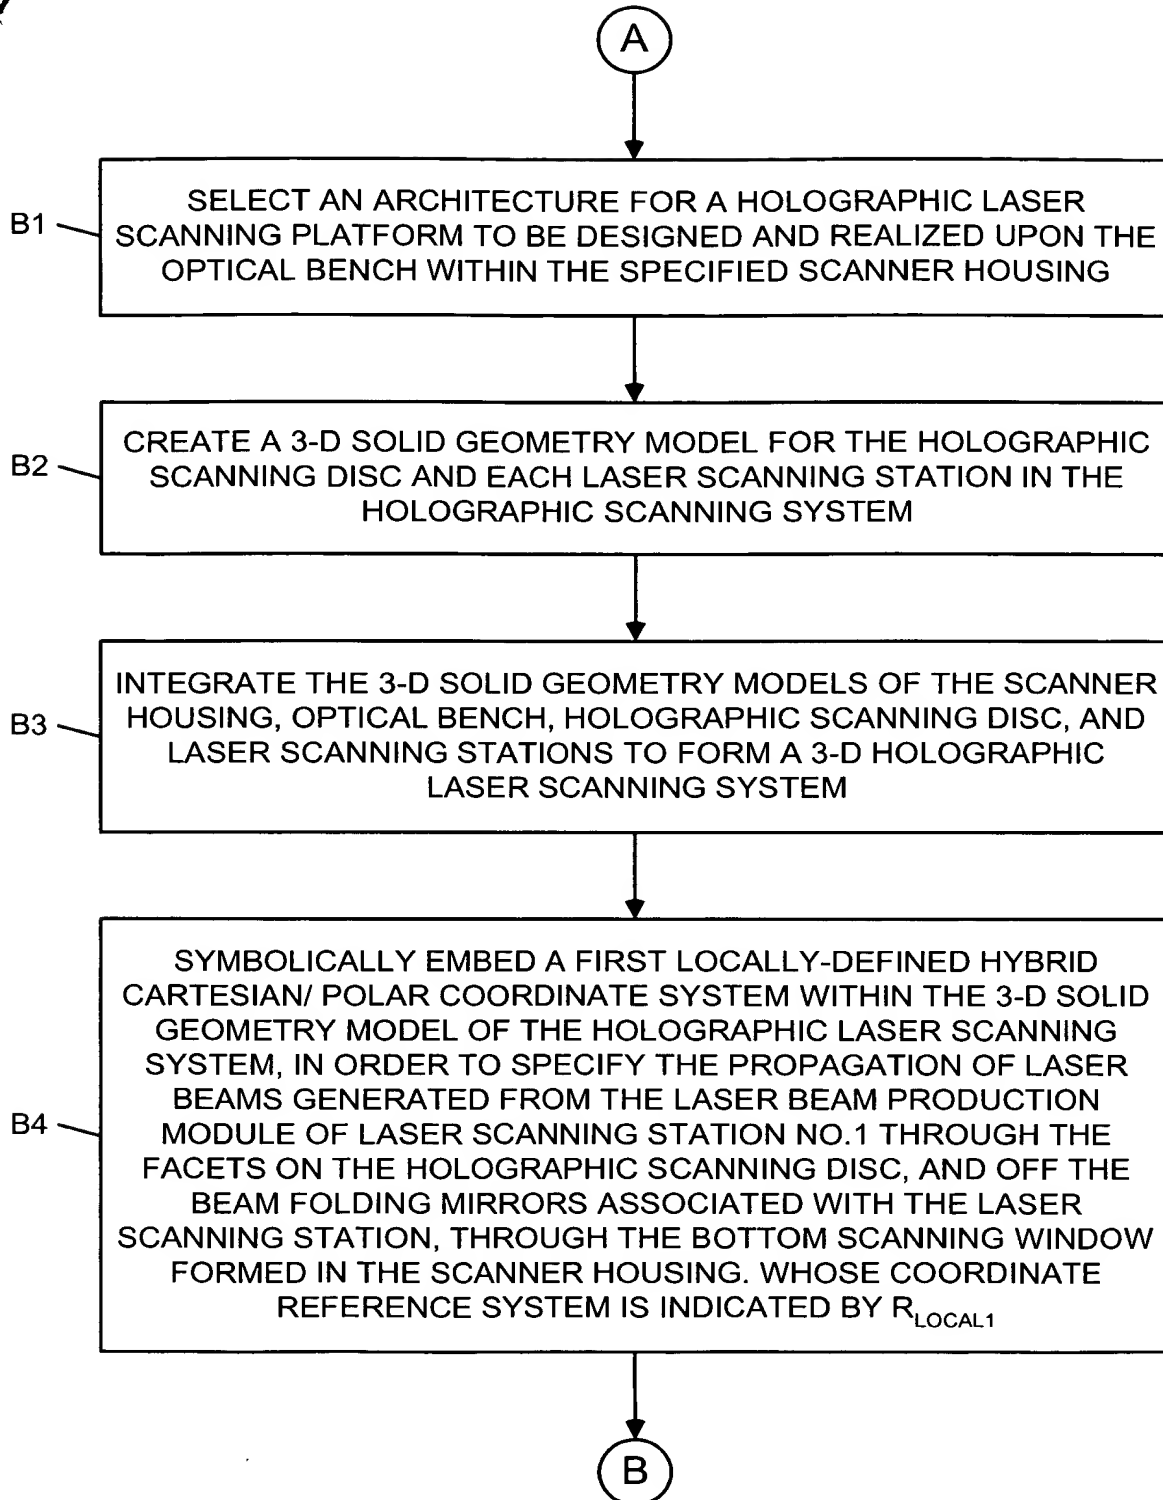 A
B1
SELECT AN ARCHITECTURE FOR A HOLOGRAPHIC LASER
SCANNING PLATFORM TO BE DESIGNED AND REALIZED UPON THE
OPTICAL BENCH WITHIN THE SPECIFIED SCANNER HOUSING
B2
CREATE A 3-D SOLID GEOMETRY MODEL FOR THE HOLOGRAPHIC
SCANNING DISC AND EACH LASER SCANNING STATION IN THE
HOLOGRAPHIC SCANNING SYSTEM
B3
INTEGRATE THE 3-D SOLID GEOMETRY MODELS OF THE SCANNER
HOUSING, OPTICAL BENCH, HOLOGRAPHIC SCANNING DISC, AND
LASER SCANNING STATIONS TO FORM A 3-D HOLOGRAPHIC
LASER SCANNING SYSTEM
B4
SYMBOLICALLY EMBED A FIRST LOCALLY-DEFINED HYBRID
CARTESIAN/ POLAR COORDINATE SYSTEM WITHIN THE 3-D SOLID
GEOMETRY MODEL OF THE HOLOGRAPHIC LASER SCANNING
SYSTEM, IN ORDER TO SPECIFY THE PROPAGATION OF LASER
BEAMS GENERATED FROM THE LASER BEAM PRODUCTION
MODULE OF LASER SCANNING STATION NO.1 THROUGH THE
FACETS ON THE HOLOGRAPHIC SCANNING DISC, AND OFF THE
BEAM FOLDING MIRRORS ASSOCIATED WITH THE LASER
SCANNING STATION, THROUGH THE BOTTOM SCANNING WINDOW
FORMED IN THE SCANNER HOUSING. WHOSE COORDINATE
REFERENCE SYSTEM IS INDICATED BY R_LOCAL1
B